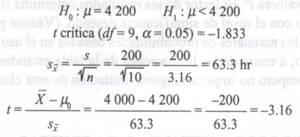 H₀ : μ = 4 200 H₁ : μ < 4 200
t crítica (df = 9, α = 0.05) = −1.833
s_x̄ = s / √n = 200 / √10 = 200 / 3.16 = 63.3 hr
t = (X̄ − μ₀) / s_x̄ = (4 000 − 4 200) / 63.3 = −200 / 63.3 = −3.16